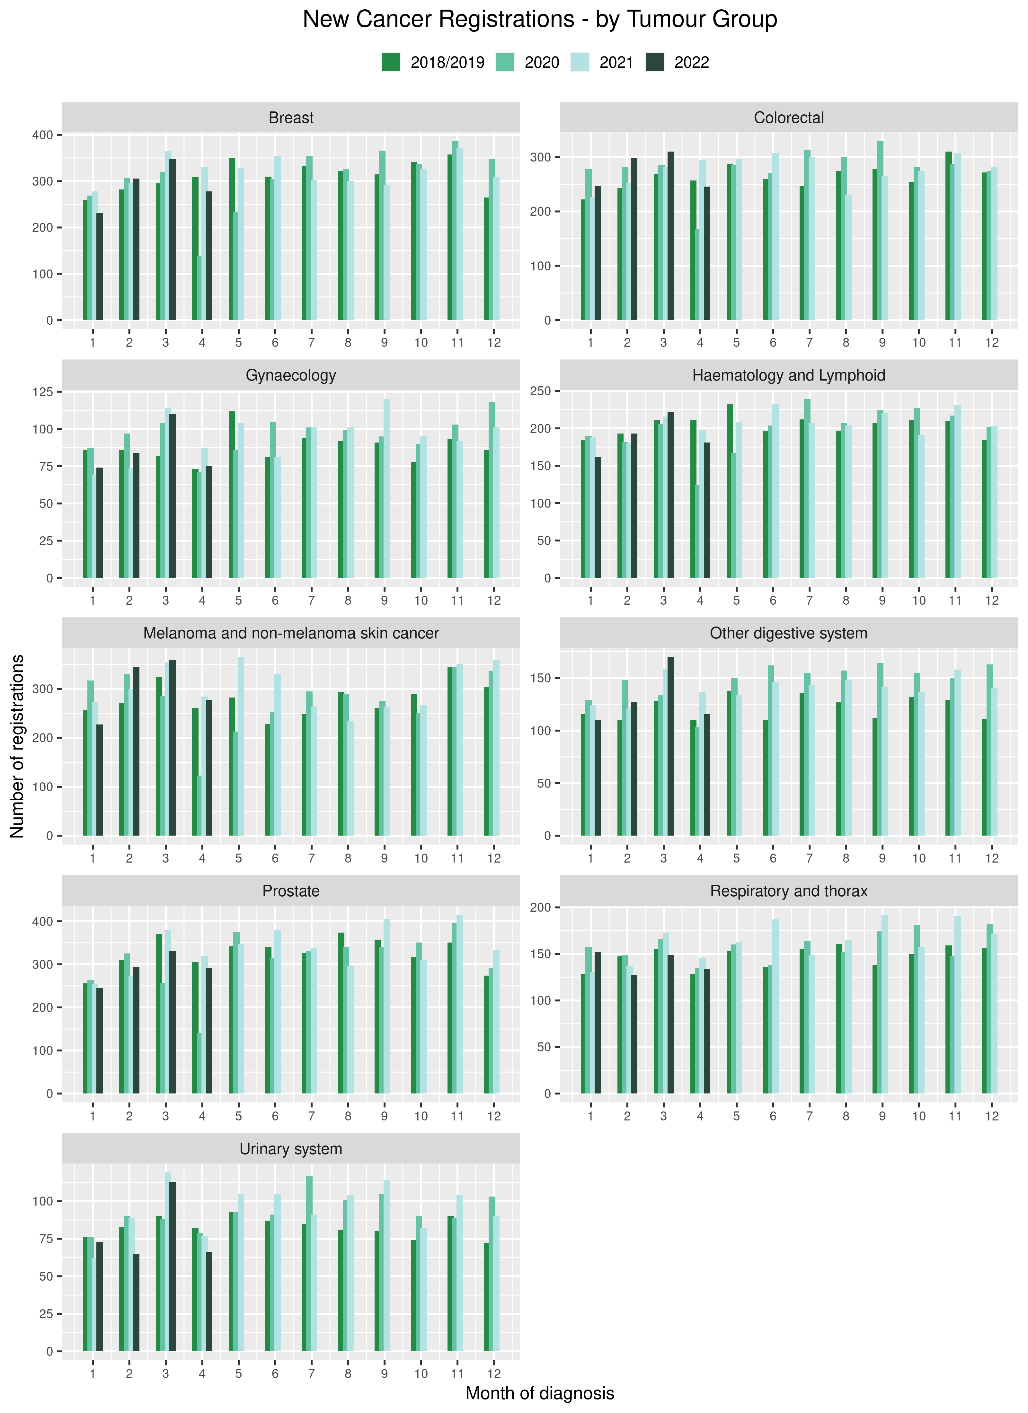 New Cancer Registrations - by Tumour Group
2018/2019 2020 2021 2022
Breast
400
300
200
100
0
1 2 3 4 5 6 7 8 9 10 11 12
Colorectal
300
200
100
0
1 2 3 4 5 6 7 8 9 10 11 12
Gynaecology
125
100
75
50
25
0
1 2 3 4 5 6 7 8 9 10 11 12
Haematology and Lymphoid
250
200
150
100
50
0
1 2 3 4 5 6 7 8 9 10 11 12
Number of registrations
Melanoma and non-melanoma skin cancer
300
200
100
0
1 2 3 4 5 6 7 8 9 10 11 12
Other digestive system
150
100
50
0
1 2 3 4 5 6 7 8 9 10 11 12
Prostate
400
300
200
100
0
1 2 3 4 5 6 7 8 9 10 11 12
Respiratory and thorax
200
150
100
50
0
1 2 3 4 5 6 7 8 9 10 11 12
Urinary system
100
75
50
25
0
1 2 3 4 5 6 7 8 9 10 11 12
Month of diagnosis